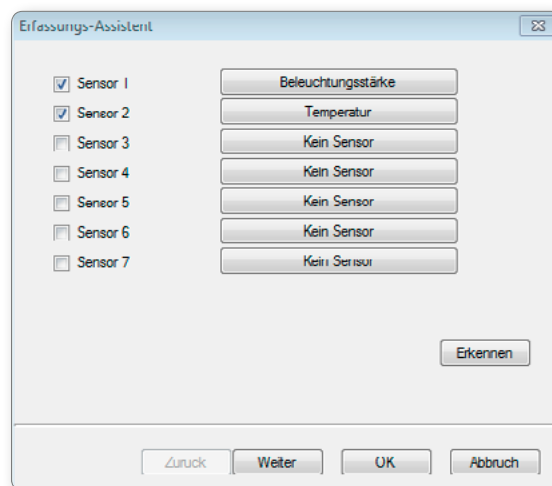 Erfassungs-Assistent
Sensor 1 Beleuchtungsstärke
Sensor 2 Temperatur
Sensor 3 Kein Sensor
Sensor 4 Kein Sensor
Sensor 5 Kein Sensor
Sensor 6 Kein Sensor
Sensor 7 Kein Sensor
Erkennen
Zurück Weiter OK Abbruch